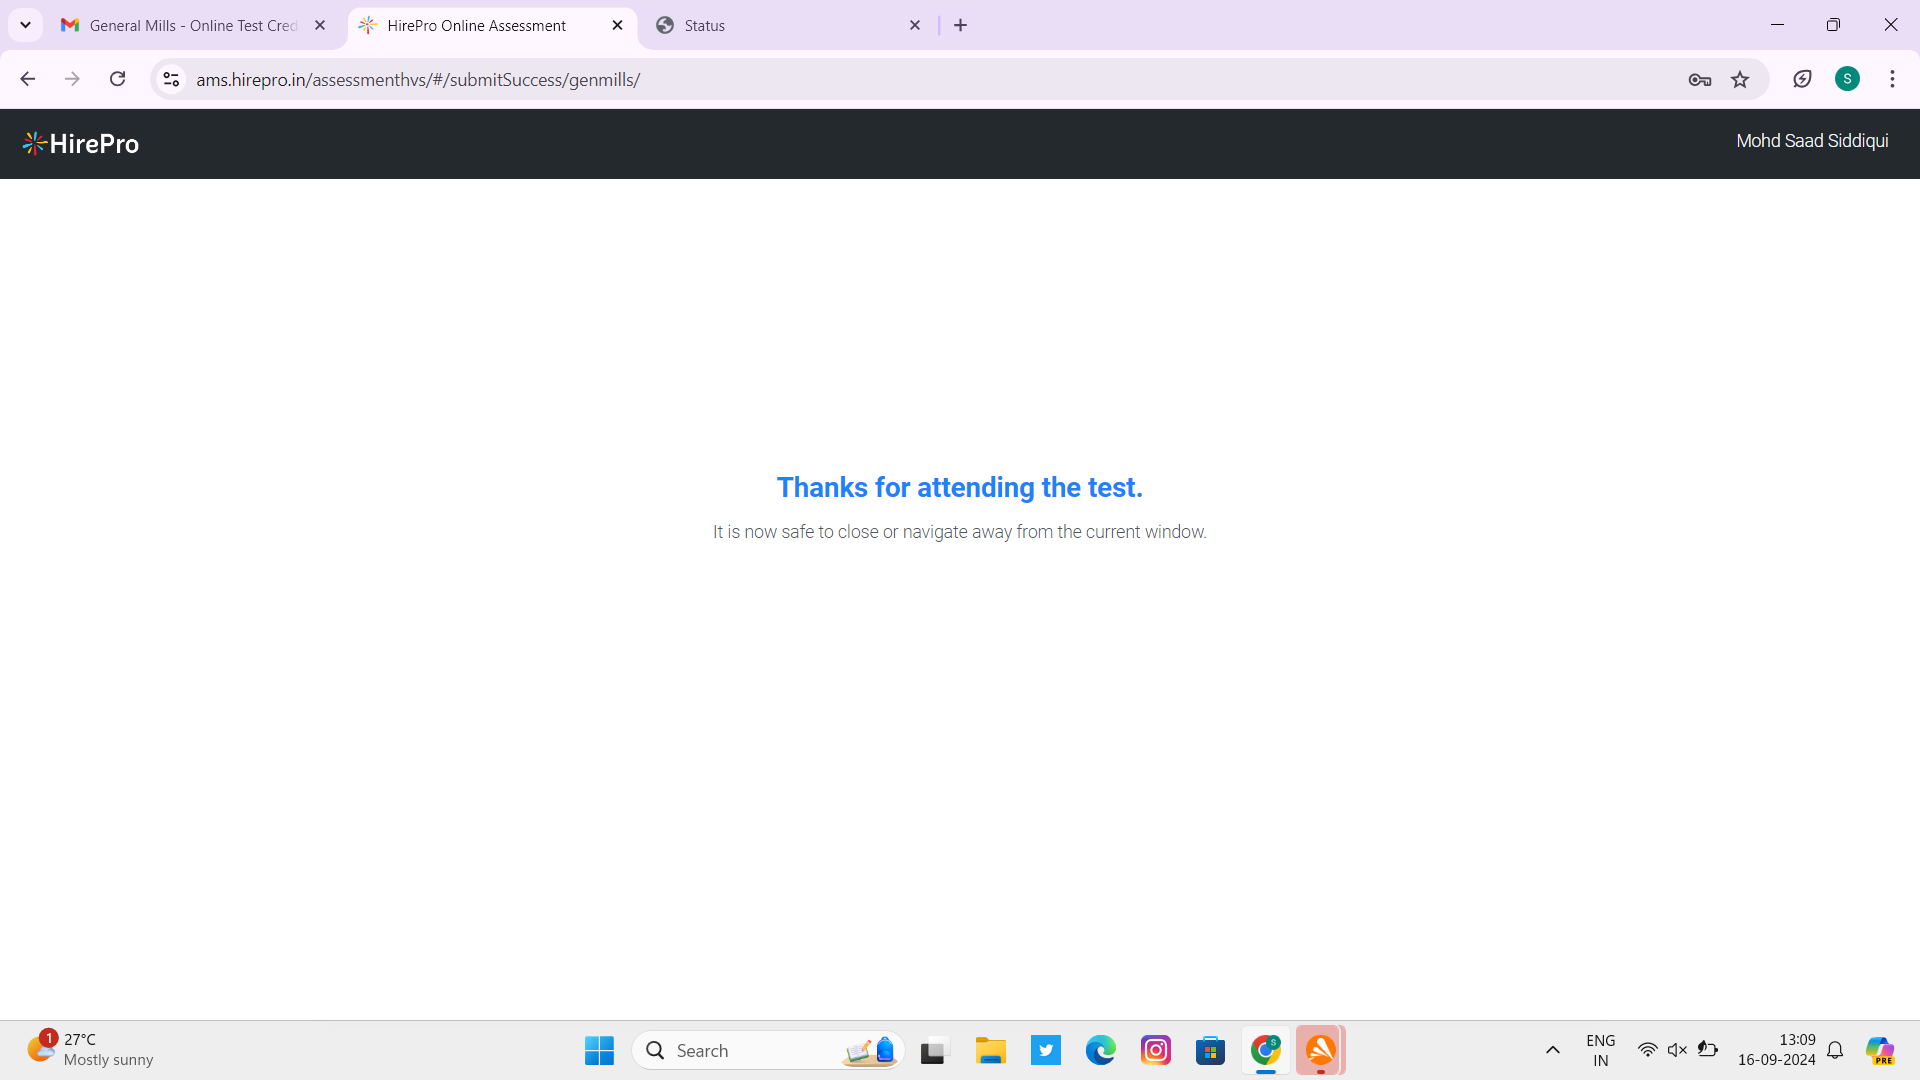 General Mills - Online Test Cred
HirePro Online Assessment
Status
ams.hirepro.in/assessmenthvs/#/submitSuccess/genmills/
S
HirePro
Mohd Saad Siddiqui
Thanks for attending the test.
It is now safe to close or navigate away from the current window.
1
27°C
Mostly sunny
Search
S
ENG
IN
13:09
16-09-2024
PRE